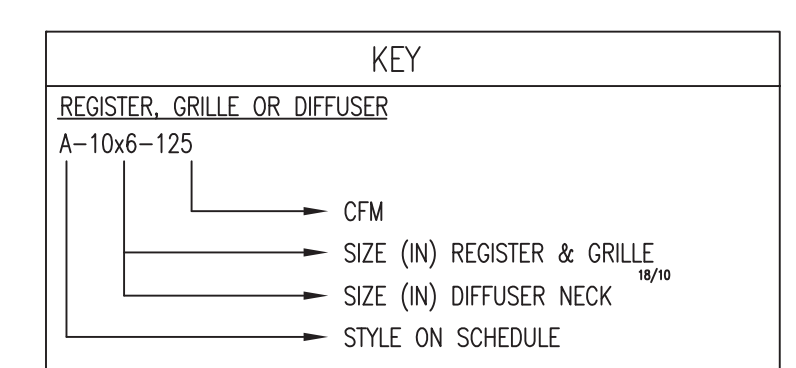 KEY
REGISTER, GRILLE OR DIFFUSER
A-10x6-125
CFM
SIZE (IN) REGISTER & GRILLE
18/10
SIZE (IN) DIFFUSER NECK
STYLE ON SCHEDULE